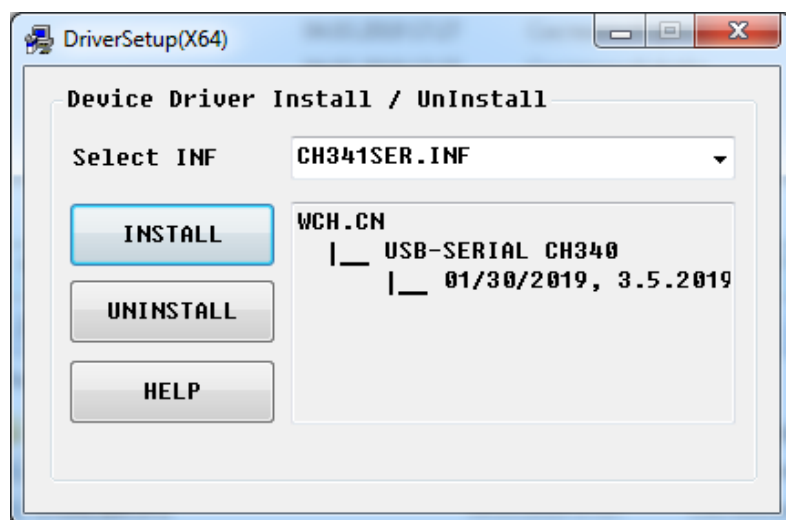 DriverSetup(X64)
Device Driver Install / UnInstall
Select INF
CH341SER.INF
INSTALL
UNINSTALL
HELP
WCH.CN
|__ USB-SERIAL CH340
|__ 01/30/2019, 3.5.2019